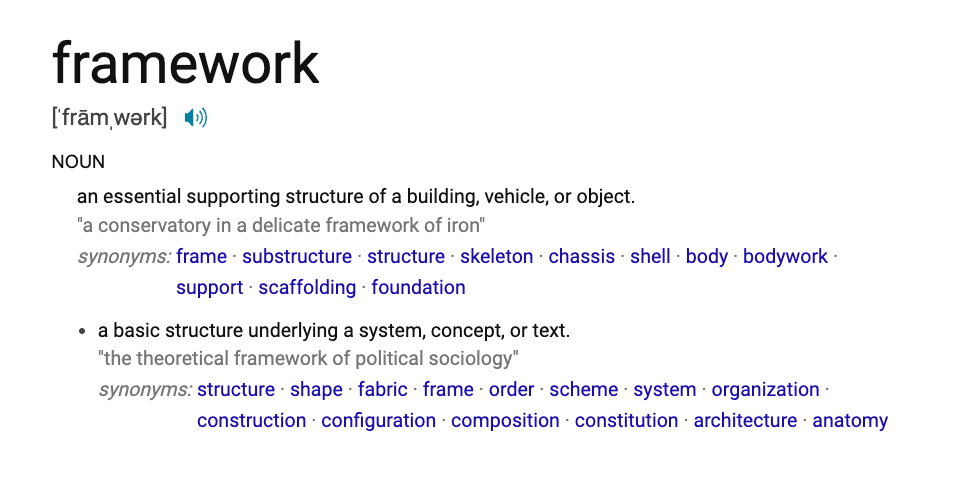 framework
[ˈfrāmˌwərk]
NOUN
an essential supporting structure of a building, vehicle, or object.
"a conservatory in a delicate framework of iron"
synonyms: frame · substructure · structure · skeleton · chassis · shell · body · bodywork ·
support · scaffolding · foundation
• a basic structure underlying a system, concept, or text.
"the theoretical framework of political sociology"
synonyms: structure · shape · fabric · frame · order · scheme · system · organization ·
construction · configuration · composition · constitution · architecture · anatomy